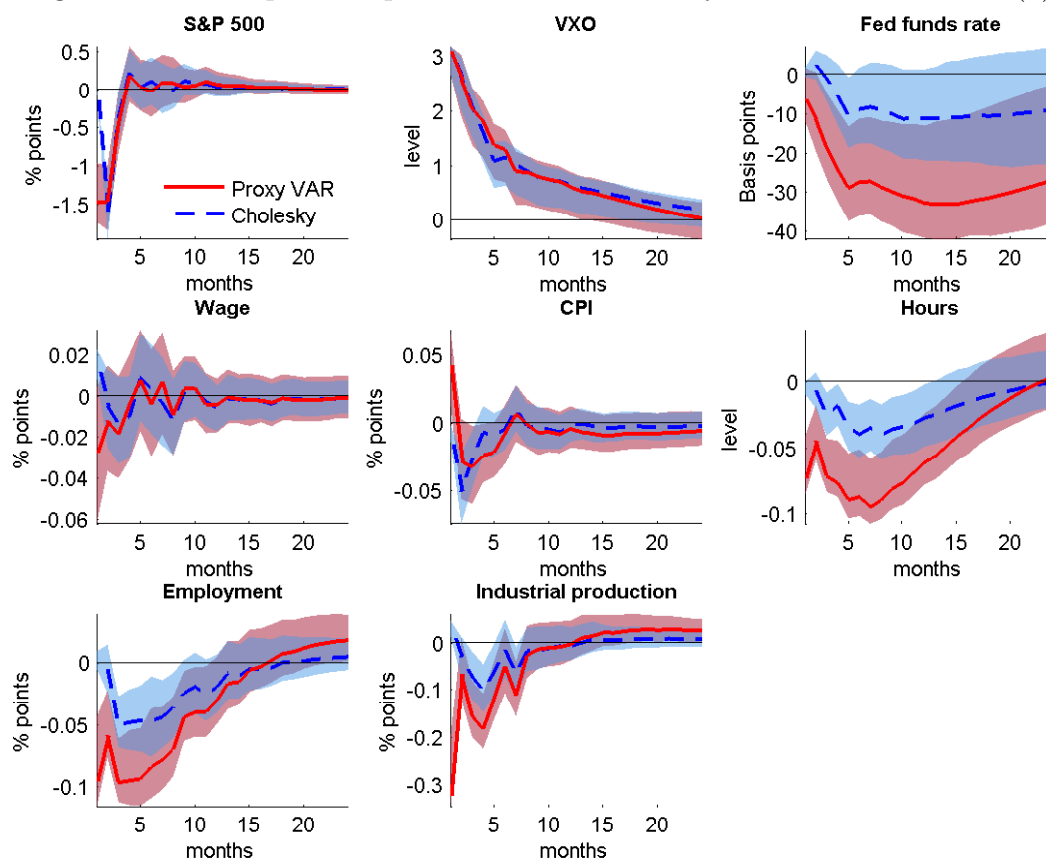 S&P 500
VXO
Fed funds rate
0.5
0
-0.5
-1
-1.5
% points
5 10 15 20
months
Proxy VAR
Cholesky
3
2
1
0
level
5 10 15 20
months
0
-10
-20
-30
-40
Basis points
5 10 15 20
months
Wage
CPI
Hours
0.02
0
-0.02
-0.04
-0.06
% points
5 10 15 20
months
0.05
0
-0.05
% points
5 10 15 20
months
0
-0.05
-0.1
level
5 10 15 20
months
Employment
Industrial production
0
-0.05
-0.1
% points
5 10 15 20
months
0
-0.1
-0.2
-0.3
% points
5 10 15 20
months